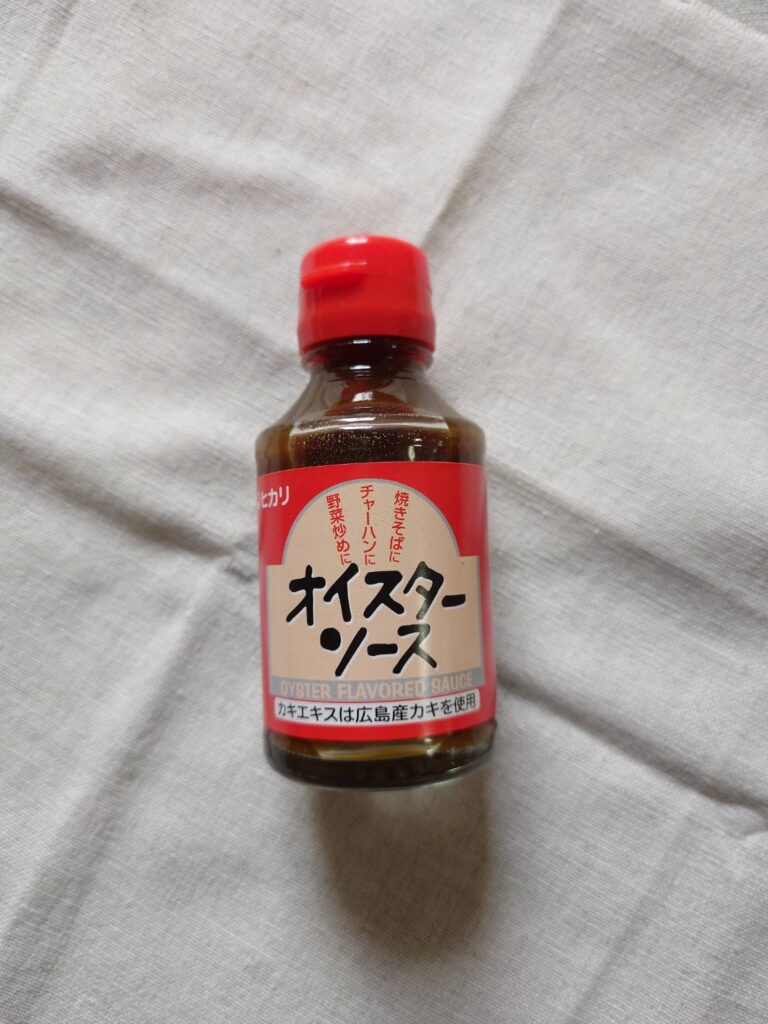 ヒカリ
焼きそばに
チャーハンに
野菜炒めに
オイスター
ソース
OYSTER FLAVORED SAUCE
カキエキスは広島産カキを使用